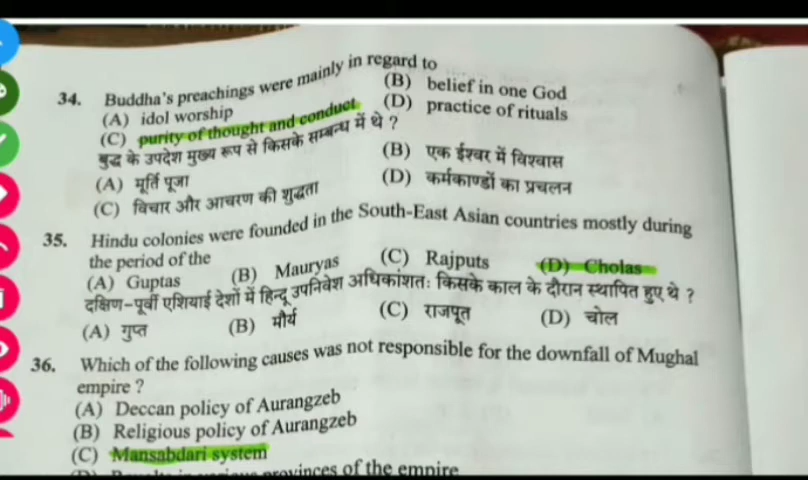 34. Buddha's preachings were mainly in regard to
(A) idol worship (B) belief in one God
(C) purity of thought and conduct (D) practice of rituals
बुद्ध के उपदेश मुख्य रूप से किसके सम्बन्ध में थे ?
(A) मूर्ति पूजा (B) एक ईश्वर में विश्वास
(C) विचार और आचरण की शुद्धता (D) कर्मकाण्डों का प्रचलन
35. Hindu colonies were founded in the South-East Asian countries mostly during
the period of the
(A) Guptas (B) Mauryas (C) Rajputs (D) Cholas
दक्षिण-पूर्वी एशियाई देशों में हिन्दू उपनिवेश अधिकांशतः किसके काल के दौरान स्थापित हुए थे ?
(A) गुप्त (B) मौर्य (C) राजपूत (D) चोल
36. Which of the following causes was not responsible for the downfall of Mughal
empire ?
(A) Deccan policy of Aurangzeb
(B) Religious policy of Aurangzeb
(C) Mansabdari system
provinces of the empire